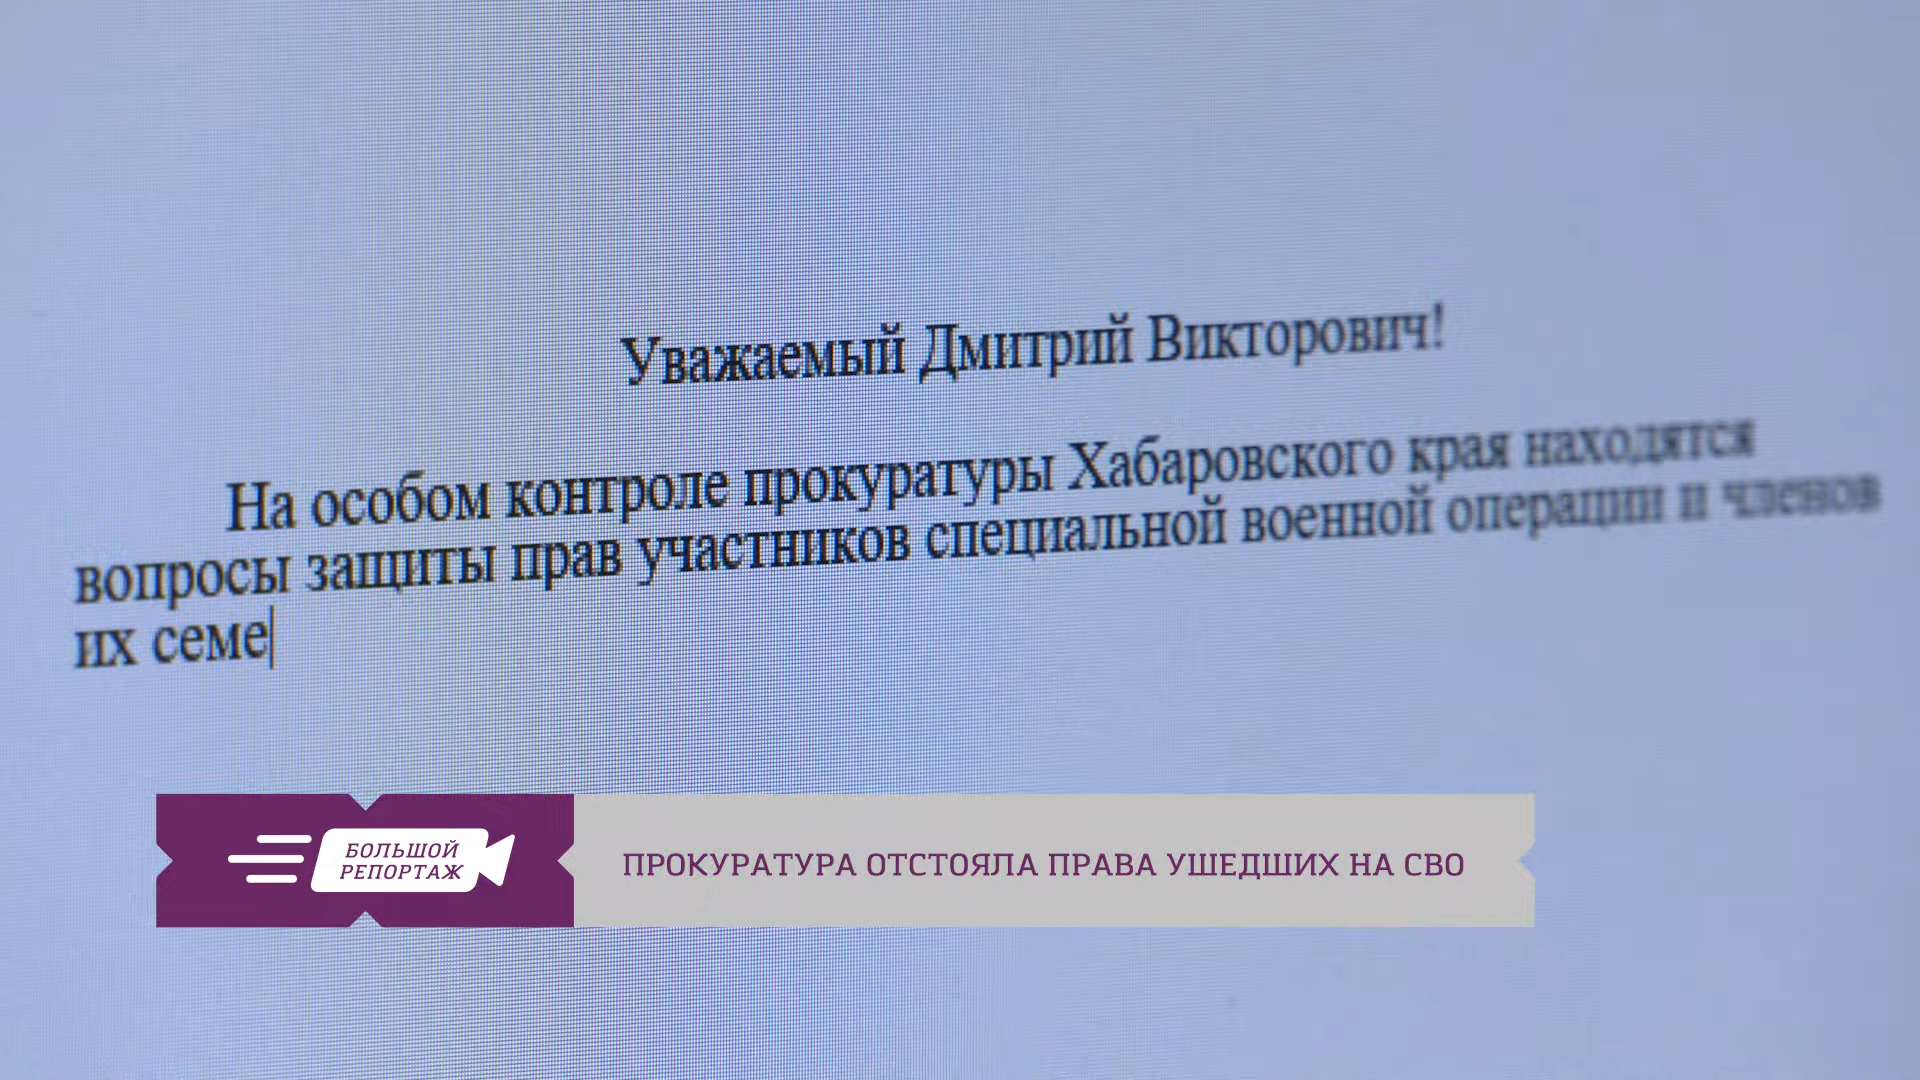 Уважаемый Дмитрий Викторович!
На особом контроле прокуратуры Хабаровского края находятся
вопросы защиты прав участников специальной военной операции и членов
их семе
БОЛЬШОЙ
РЕПОРТАЖ
ПРОКУРАТУРА ОТСТОЯЛА ПРАВА УШЕДШИХ НА СВО